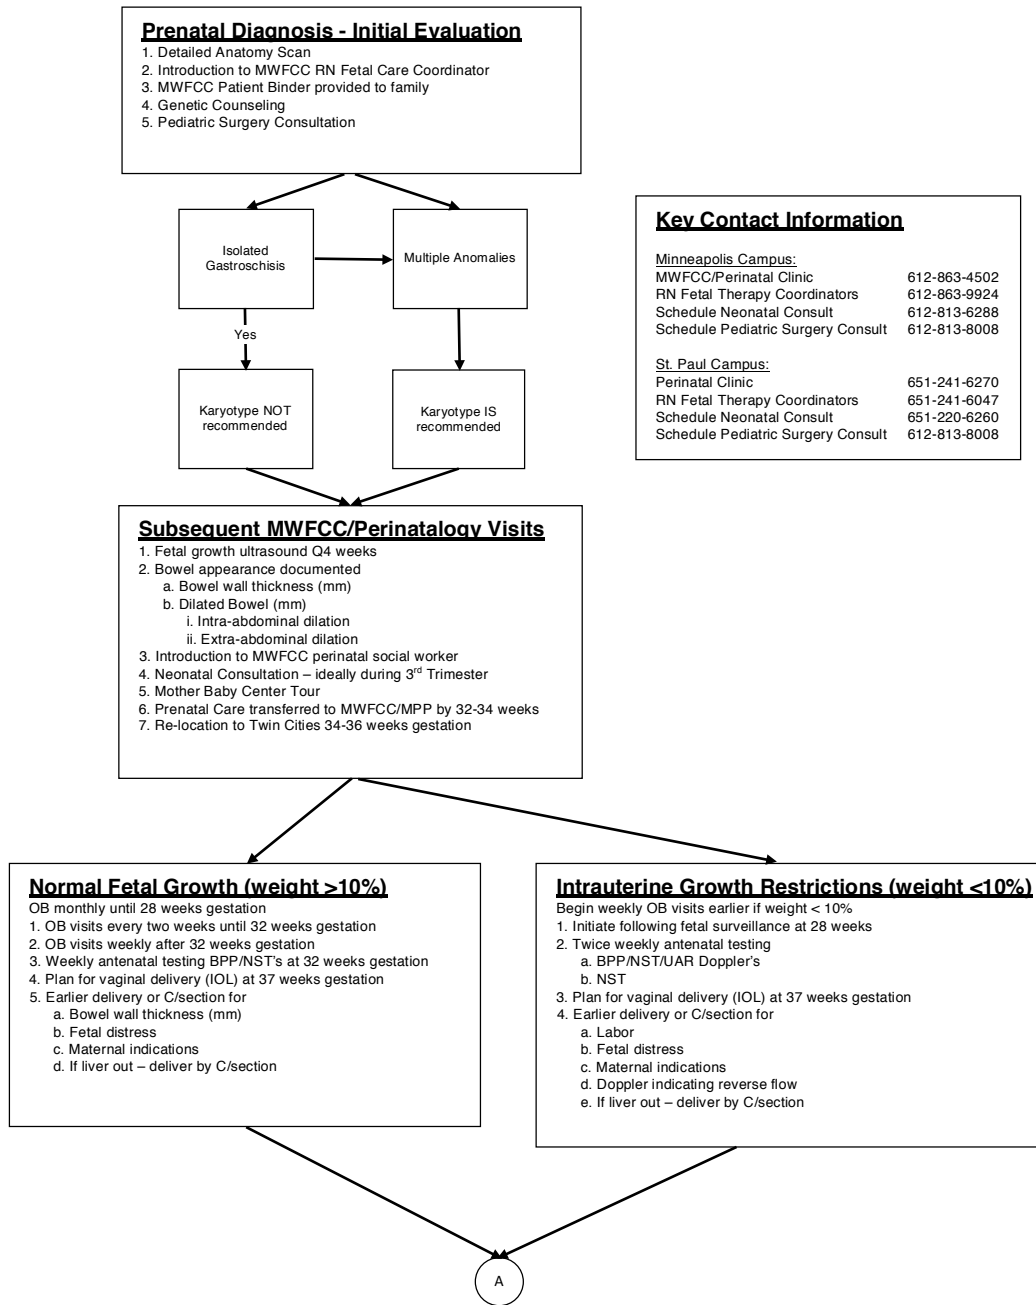 Prenatal Diagnosis - Initial Evaluation
1. Detailed Anatomy Scan
2. Introduction to MWFCC RN Fetal Care Coordinator
3. MWFCC Patient Binder provided to family
4. Genetic Counseling
5. Pediatric Surgery Consultation
Isolated
Gastroschisis
Multiple Anomalies
Yes
Karyotype NOT
recommended
Karyotype IS
recommended
Key Contact Information
Minneapolis Campus:
MWFCC/Perinatal Clinic 612-863-4502
RN Fetal Therapy Coordinators 612-863-9924
Schedule Neonatal Consult 612-813-6288
Schedule Pediatric Surgery Consult 612-813-8008
St. Paul Campus:
Perinatal Clinic 651-241-6270
RN Fetal Therapy Coordinators 651-241-6047
Schedule Neonatal Consult 651-220-6260
Schedule Pediatric Surgery Consult 612-813-8008
Subsequent MWFCC/Perinatalogy Visits
1. Fetal growth ultrasound Q4 weeks
2. Bowel appearance documented
a. Bowel wall thickness (mm)
b. Dilated Bowel (mm)
i. Intra-abdominal dilation
ii. Extra-abdominal dilation
3. Introduction to MWFCC perinatal social worker
4. Neonatal Consultation – ideally during 3rd Trimester
5. Mother Baby Center Tour
6. Prenatal Care transferred to MWFCC/MPP by 32-34 weeks
7. Re-location to Twin Cities 34-36 weeks gestation
Normal Fetal Growth (weight >10%)
OB monthly until 28 weeks gestation
1. OB visits every two weeks until 32 weeks gestation
2. OB visits weekly after 32 weeks gestation
3. Weekly antenatal testing BPP/NST's at 32 weeks gestation
4. Plan for vaginal delivery (IOL) at 37 weeks gestation
5. Earlier delivery or C/section for
a. Bowel wall thickness (mm)
b. Fetal distress
c. Maternal indications
d. If liver out – deliver by C/section
Intrauterine Growth Restrictions (weight <10%)
Begin weekly OB visits earlier if weight < 10%
1. Initiate following fetal surveillance at 28 weeks
2. Twice weekly antenatal testing
a. BPP/NST/UAR Doppler's
b. NST
3. Plan for vaginal delivery (IOL) at 37 weeks gestation
4. Earlier delivery or C/section for
a. Labor
b. Fetal distress
c. Maternal indications
d. Doppler indicating reverse flow
e. If liver out – deliver by C/section
A